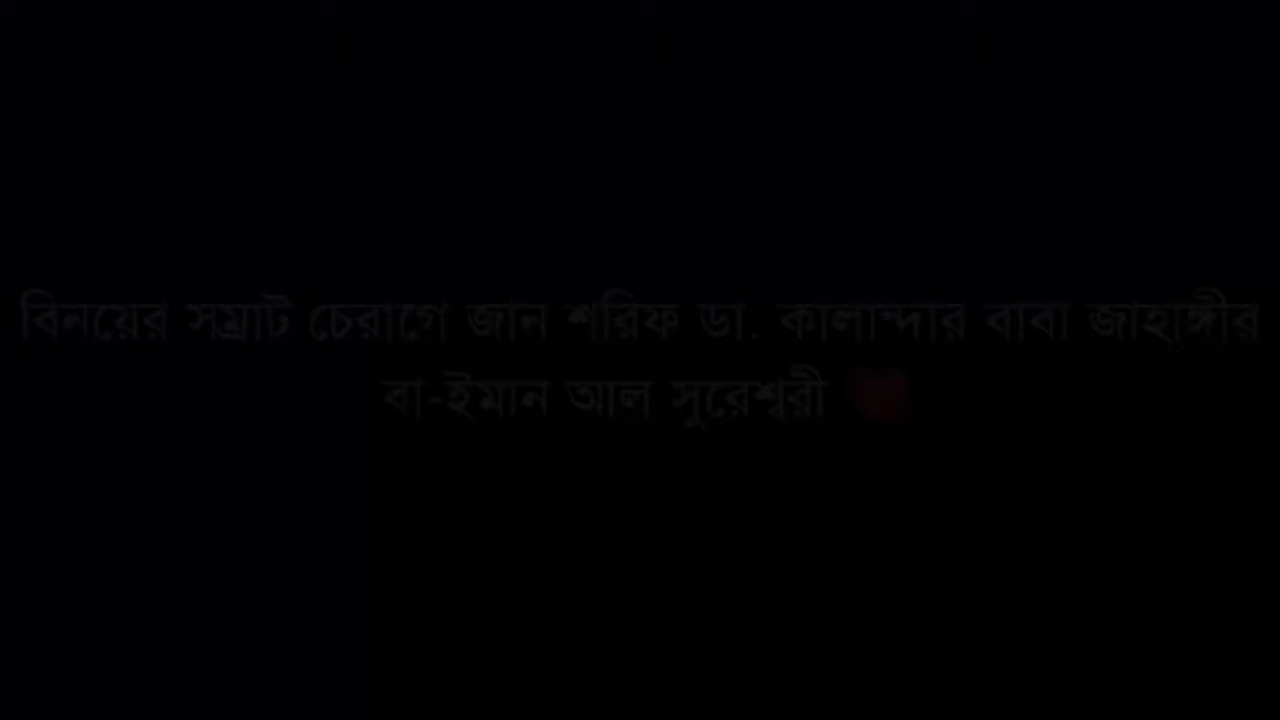 বিনয়ের সম্রাট চেরাগে জান শরিফ ডা. কালান্দার বাবা জাহাঙ্গীর
বা-ইমান আল সুরেশ্বরী ❤